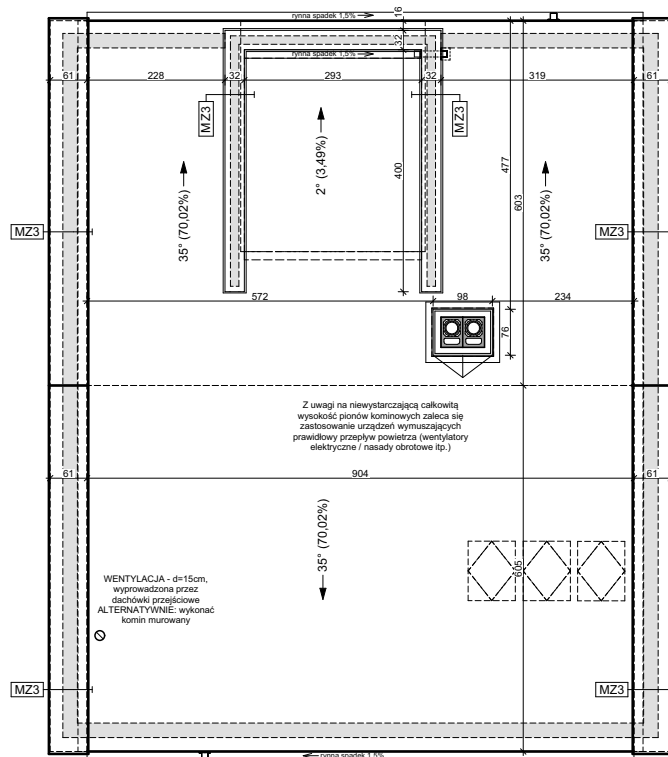 rynna spadek 1,5%
16
32
rynna spadek 1,5%
61
228
32
293
32
319
61
MZ3
MZ3
2° (3,49%)
400
477
603
35° (70,02%)
35° (70,02%)
MZ3
MZ3
572
98
234
76
Z uwagi na niewystarczającą całkowitą
wysokość pionów kominowych zaleca się
zastosowanie urządzeń wymuszających
prawidłowy przepływ powietrza (wentylatory
elektryczne / nasady obrotowe itp.)
61
904
61
35° (70,02%)
605
WENTYLACJA - d=15cm,
wyprowadzona przez
dachówki przejściowe
ALTERNATYWNIE: wykonać
komin murowany
MZ3
MZ3
rynna spadek 1,5%